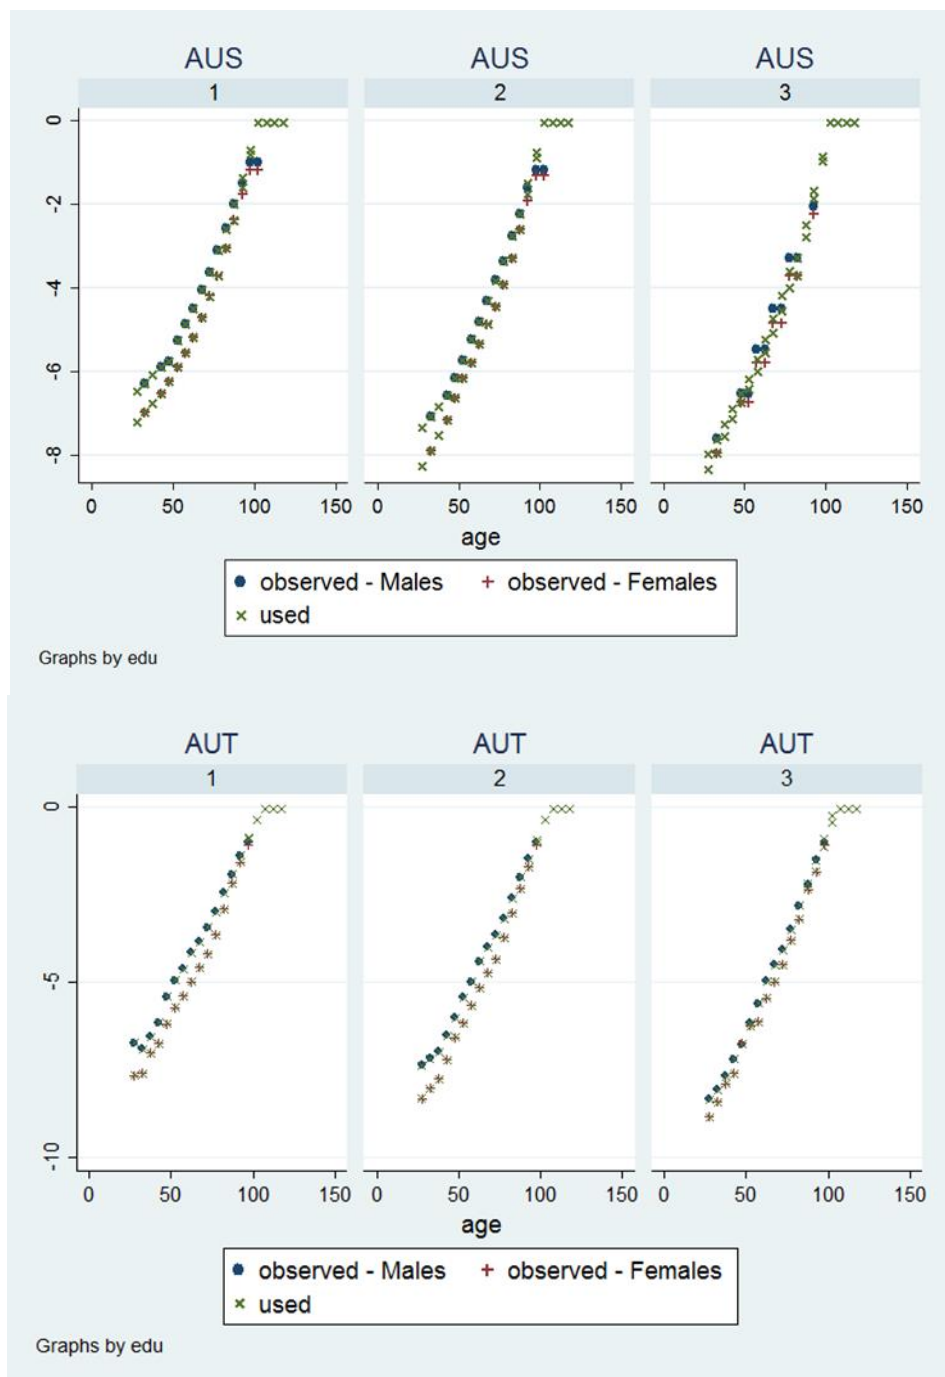 AUS AUS AUS
1 2 3
0
-2
-4
-6
-8
0 50 100 150 0 50 100 150 0 50 100 150
age
observed - Males observed - Females
used
Graphs by edu
AUT AUT AUT
1 2 3
0
-5
-10
0 50 100 150 0 50 100 150 0 50 100 150
age
observed - Males observed - Females
used
Graphs by edu